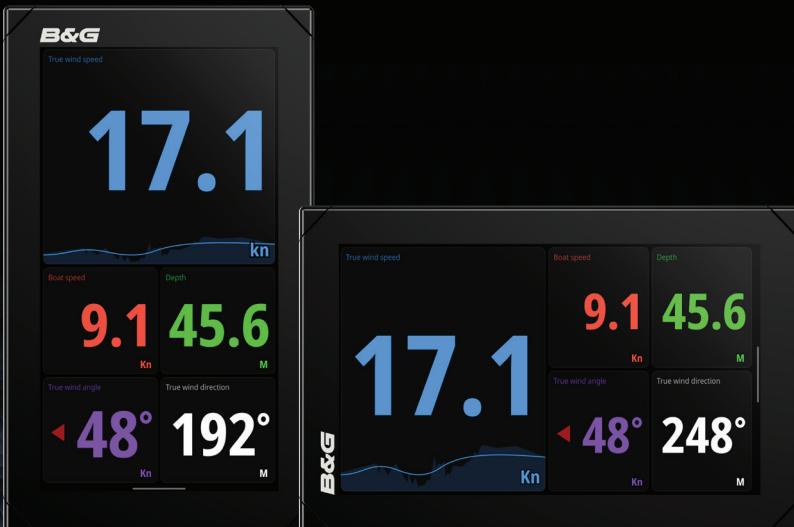 B&G
True wind speed
17.1
kn
Boat speed
9.1
Kn
Depth
45.6
M
True wind angle
48°
Kn
True wind direction
192°
M
B&G
True wind speed
17.1
Kn
Boat speed
9.1
Kn
Depth
45.6
M
True wind angle
48°
Kn
True wind direction
248°
M